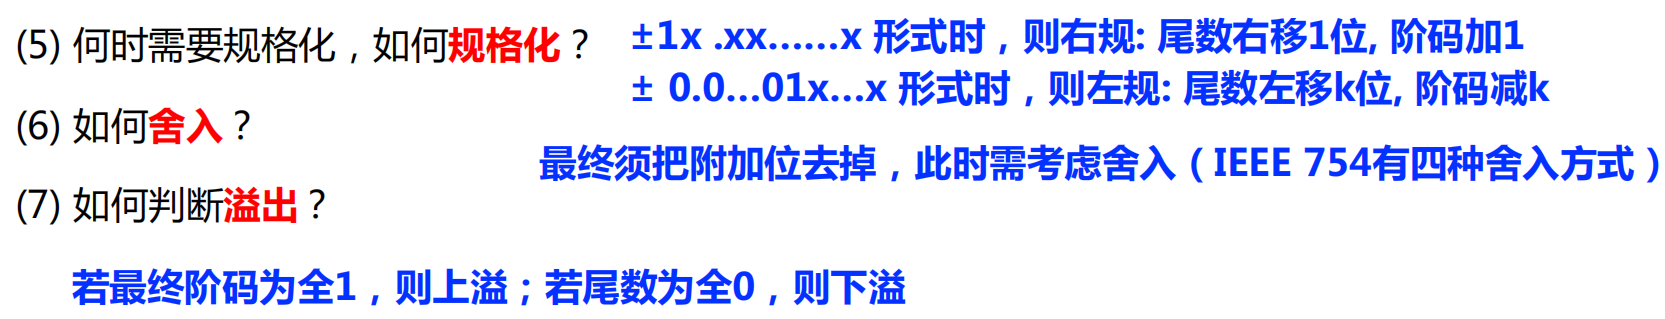 (5) 何时需要规格化，如何规格化？
±1x .xx……x 形式时，则右规: 尾数右移1位, 阶码加1
± 0.0…01x…x 形式时，则左规: 尾数左移k位, 阶码减k
(6) 如何舍入？
最终须把附加位去掉，此时需考虑舍入（IEEE 754有四种舍入方式）
(7) 如何判断溢出？
若最终阶码为全1，则上溢；若尾数为全0，则下溢